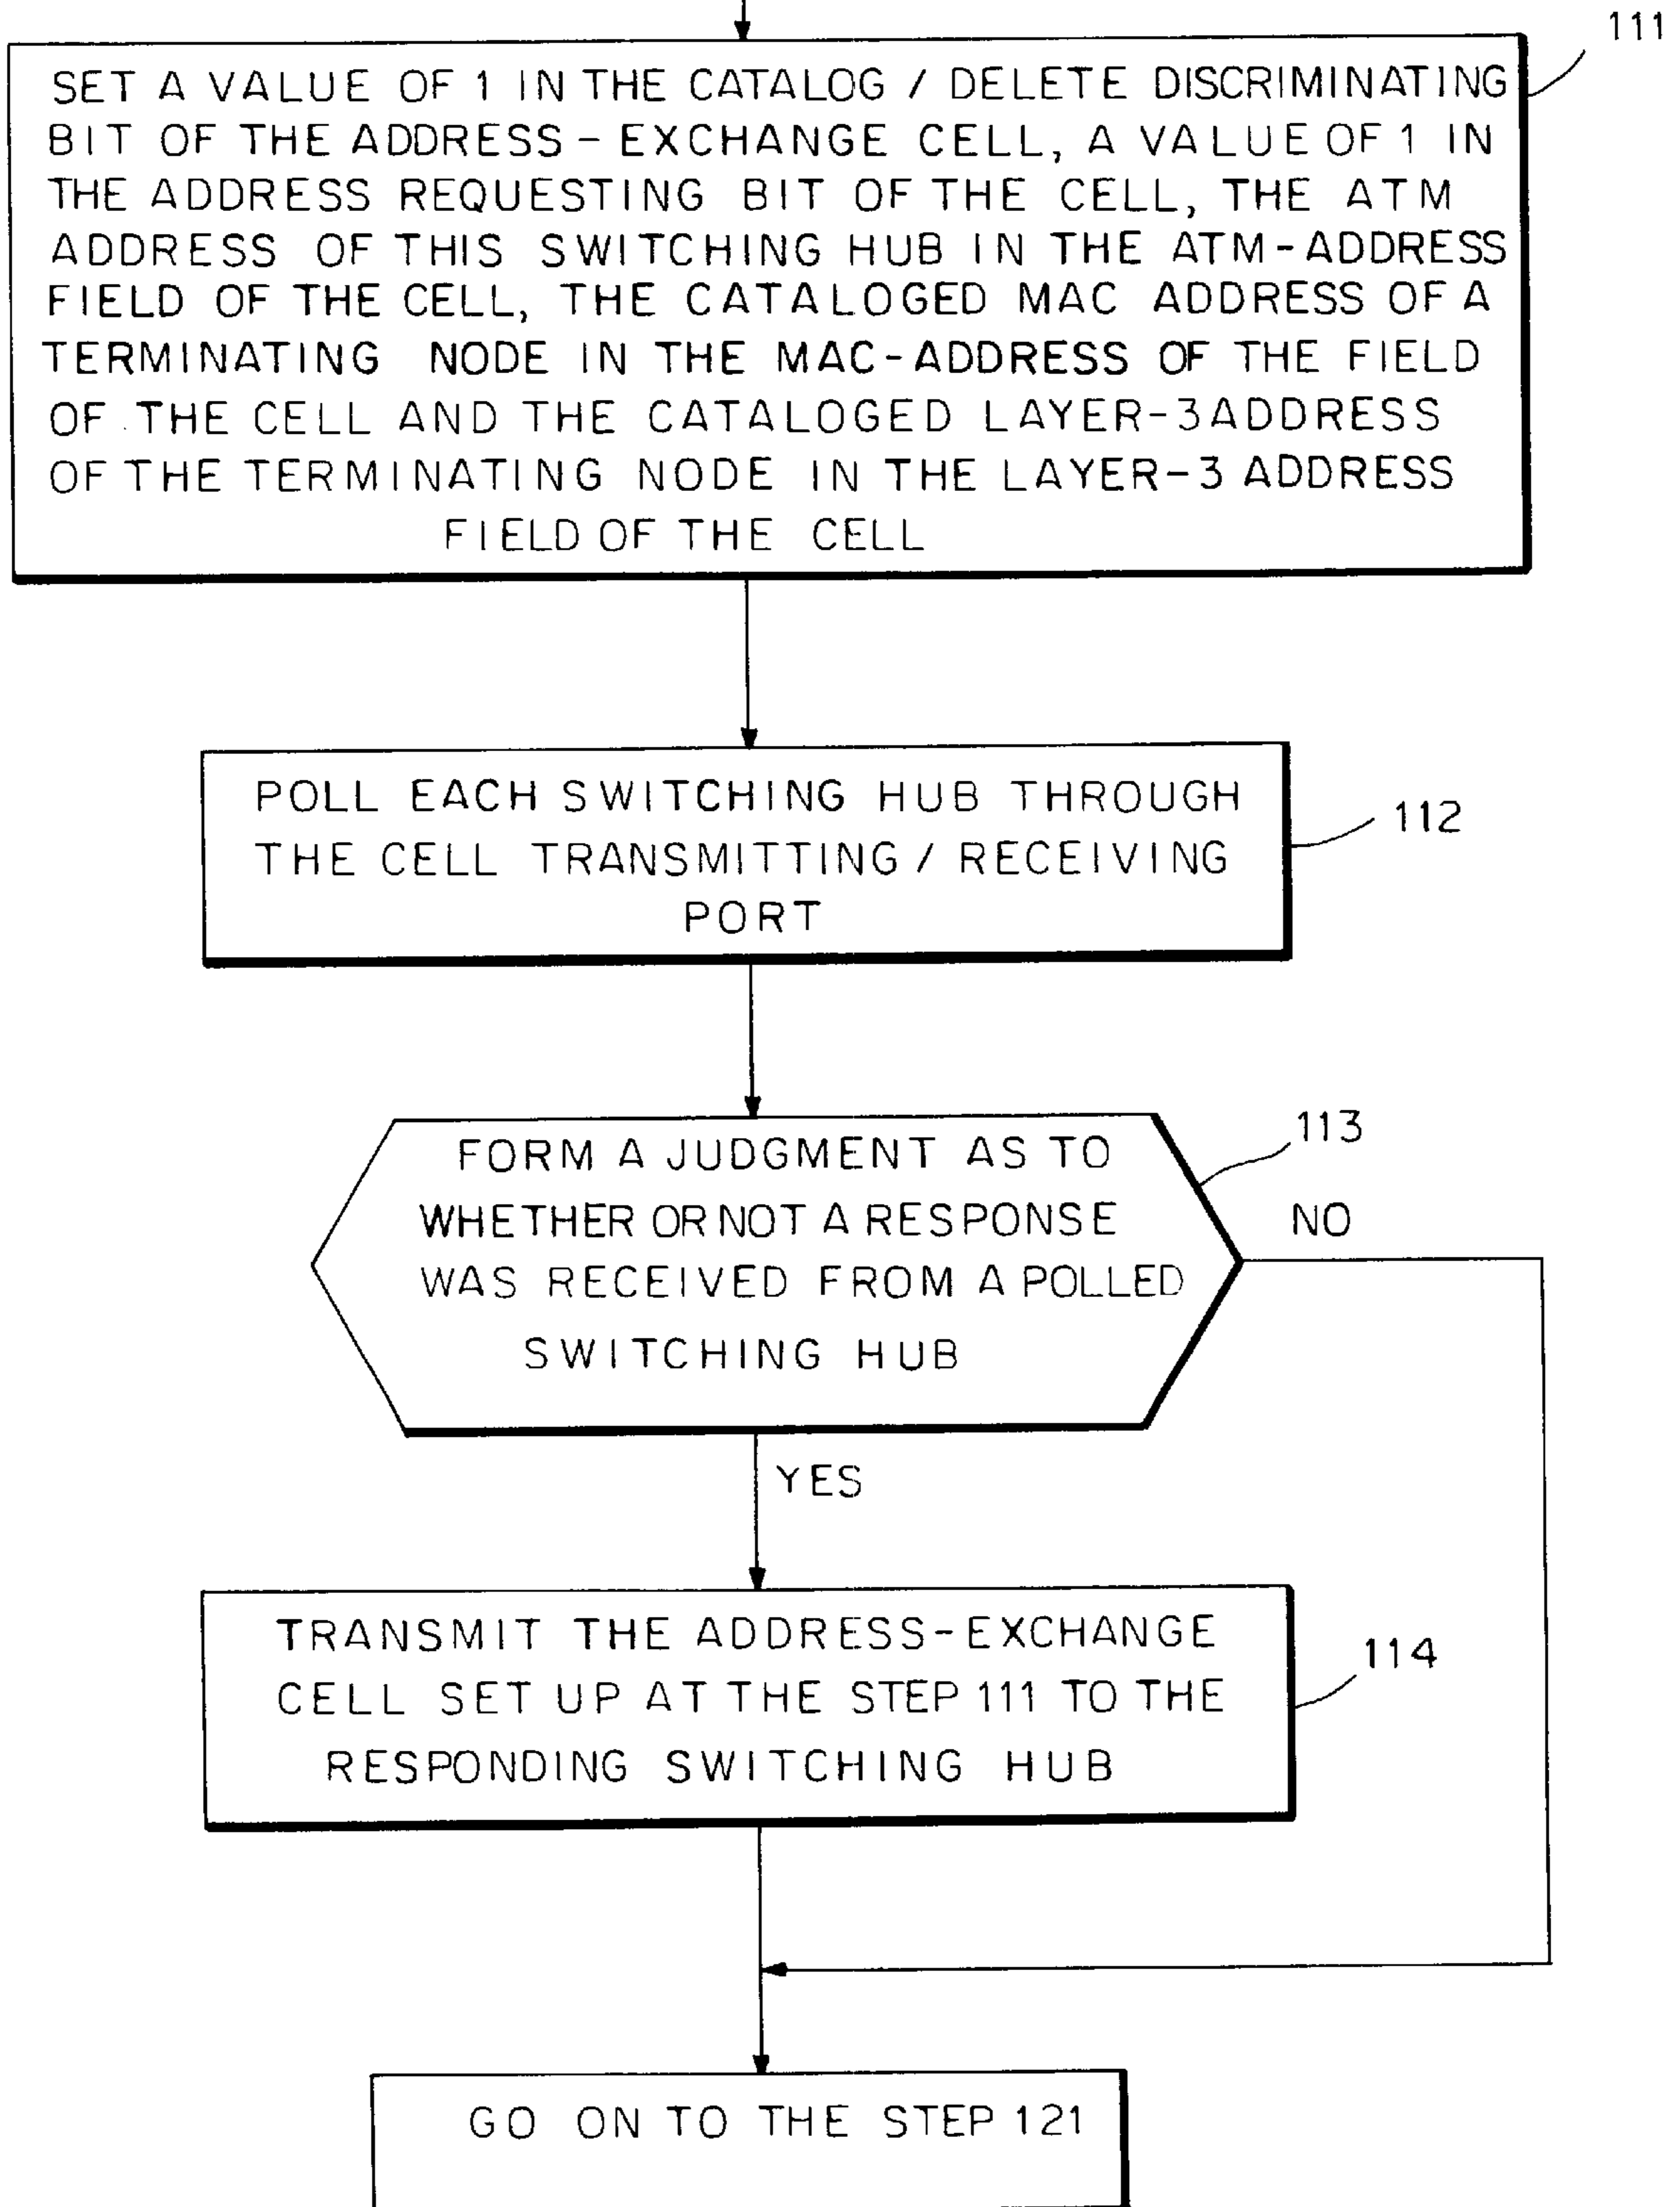 111
SET A VALUE OF 1 IN THE CATALOG / DELETE DISCRIMINATING
BIT OF THE ADDRESS - EXCHANGE CELL, A VALUE OF 1 IN
THE ADDRESS REQUESTING BIT OF THE CELL, THE ATM
ADDRESS OF THIS SWITCHING HUB IN THE ATM-ADDRESS
FIELD OF THE CELL, THE CATALOGED MAC ADDRESS OF A
TERMINATING NODE IN THE MAC-ADDRESS OF THE FIELD
OF THE CELL AND THE CATALOGED LAYER-3 ADDRESS
OF THE TERMINATING NODE IN THE LAYER-3 ADDRESS
FIELD OF THE CELL
POLL EACH SWITCHING HUB THROUGH
THE CELL TRANSMITTING / RECEIVING
PORT
112
FORM A JUDGMENT AS TO
WHETHER OR NOT A RESPONSE
WAS RECEIVED FROM A POLLED
SWITCHING HUB
113
NO
YES
TRANSMIT THE ADDRESS-EXCHANGE
CELL SET UP AT THE STEP 111 TO THE
RESPONDING SWITCHING HUB
114
GO ON TO THE STEP 121